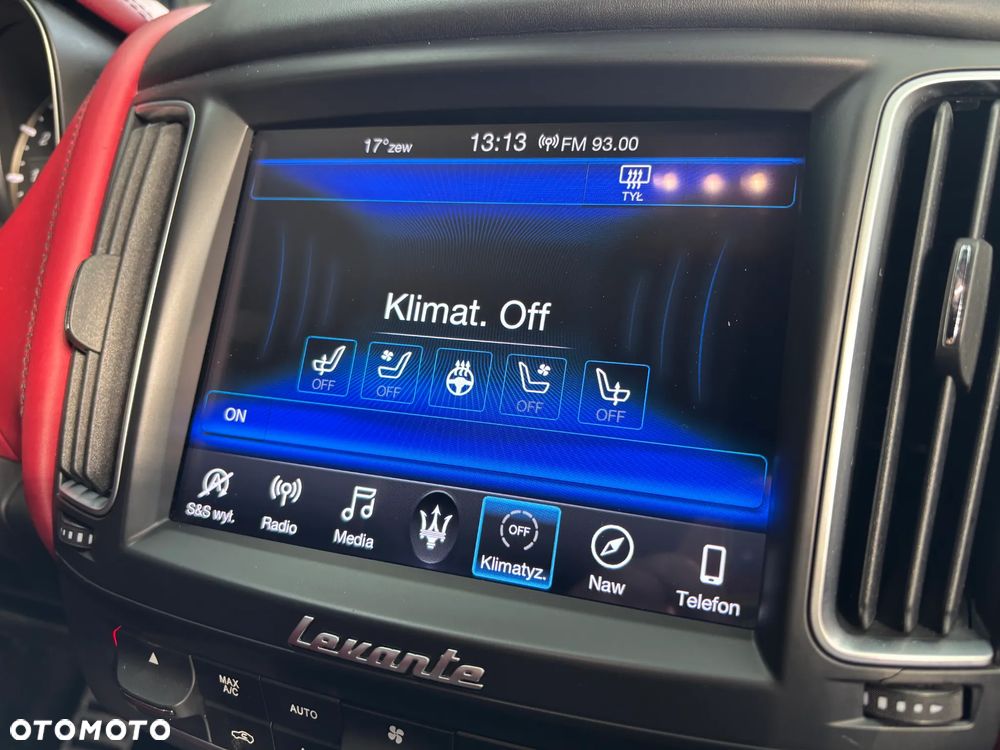 17°zew 13:13 FM 93.00
TYŁ
Klimat. Off
OFF OFF OFF OFF
ON
S&S wył. Radio Media OFF Klimatyz. Naw Telefon
Levante
MAX A/C
AUTO
OTOMOTO